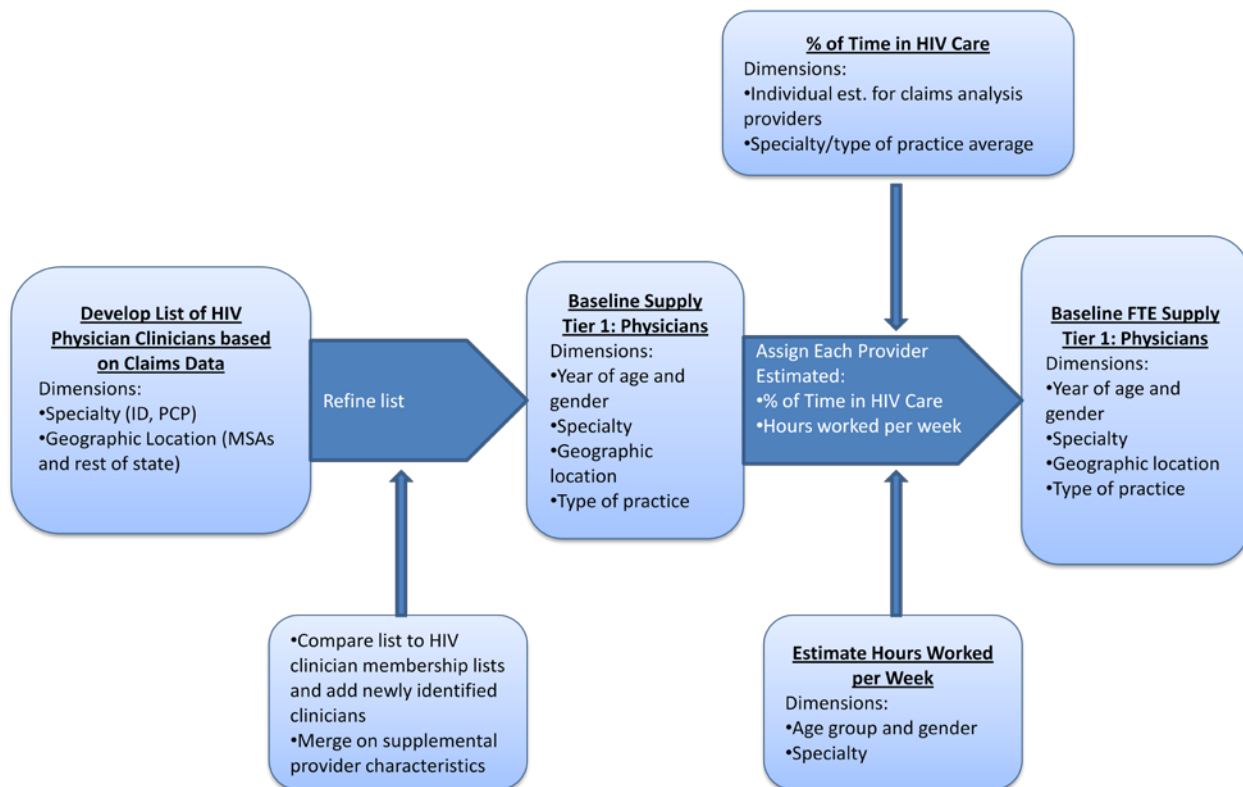 % of Time in HIV Care
Dimensions:
•Individual est. for claims analysis
providers
•Specialty/type of practice average
Develop List of HIV
Physician Clinicians based
on Claims Data
Dimensions:
•Specialty (ID, PCP)
•Geographic Location (MSAs
and rest of state)
Refine list
Baseline Supply
Tier 1: Physicians
Dimensions:
•Year of age and
gender
•Specialty
•Geographic
location
•Type of practice
Assign Each Provider
Estimated:
•% of Time in HIV Care
•Hours worked per week
Baseline FTE Supply
Tier 1: Physicians
Dimensions:
•Year of age and
gender
•Specialty
•Geographic location
•Type of practice
•Compare list to HIV
clinician membership lists
and add newly identified
clinicians
•Merge on supplemental
provider characteristics
Estimate Hours Worked
per Week
Dimensions:
•Age group and gender
•Specialty